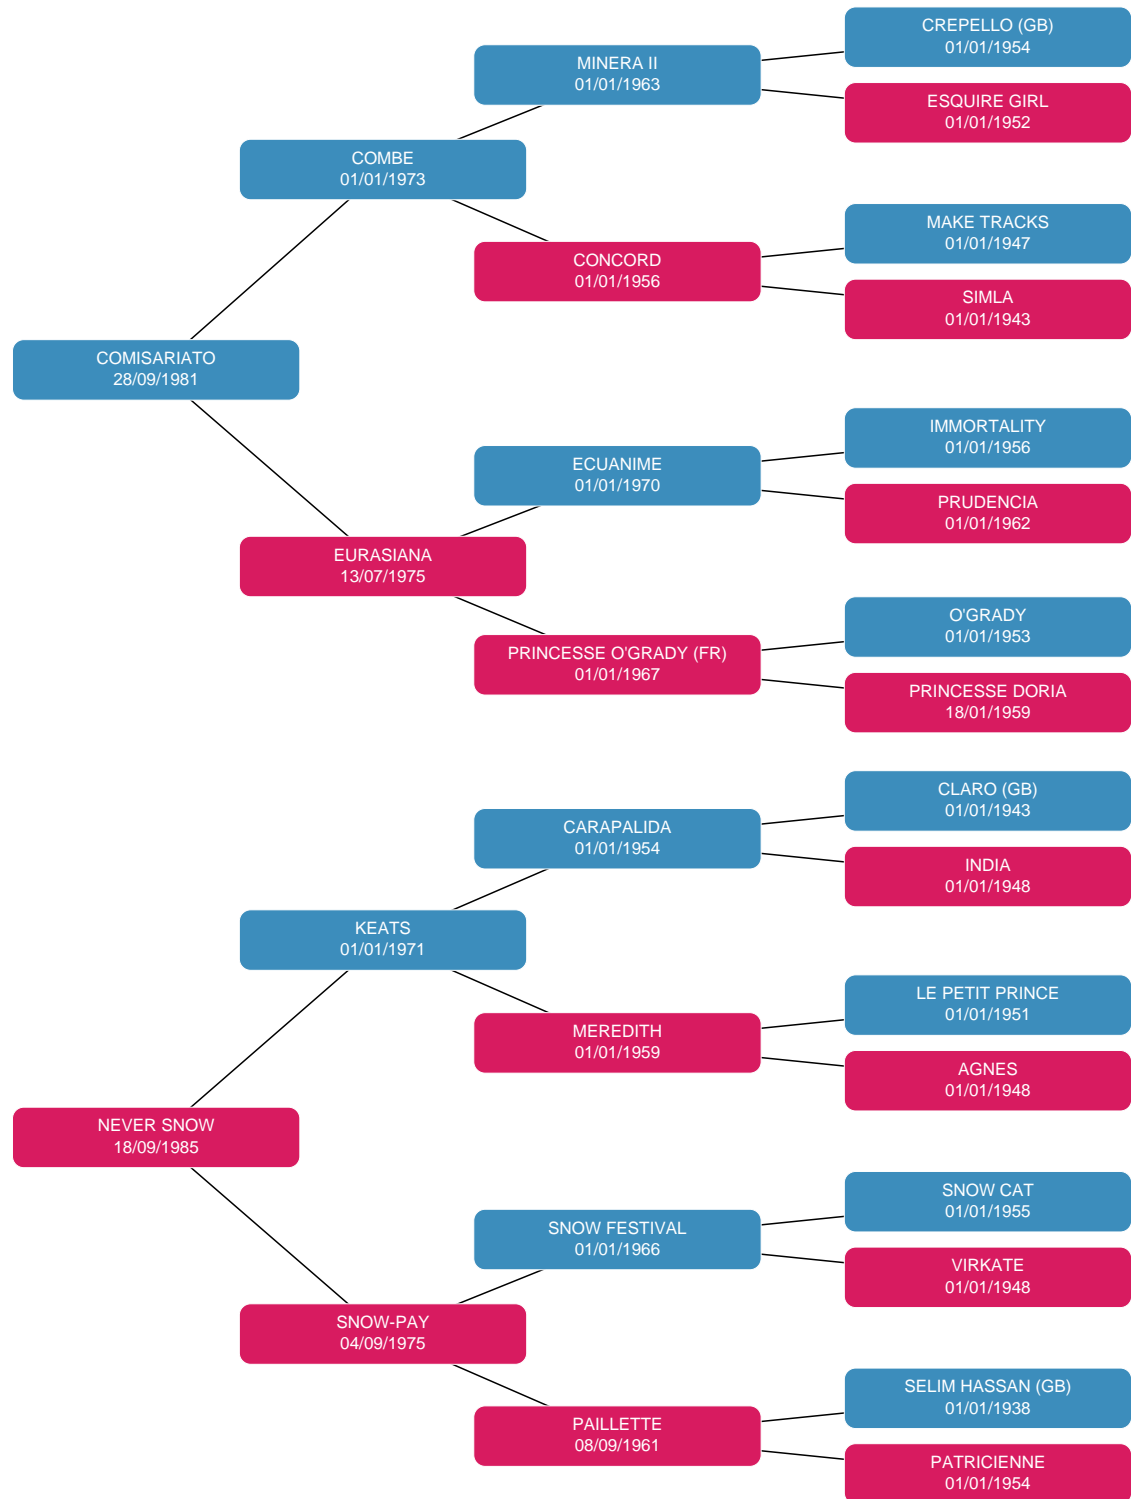 CREPELLO (GB)
01/01/1954
MINERA II
01/01/1963
ESQUIRE GIRL
01/01/1952
COMBE
01/01/1973
MAKE TRACKS
01/01/1947
CONCORD
01/01/1956
SIMLA
01/01/1943
COMISARIATO
28/09/1981
IMMORTALITY
01/01/1956
ECUANIME
01/01/1970
PRUDENCIA
01/01/1962
EURASIANA
13/07/1975
O'GRADY
01/01/1953
PRINCESSE O'GRADY (FR)
01/01/1967
PRINCESSE DORIA
18/01/1959
CLARO (GB)
01/01/1943
CARAPALIDA
01/01/1954
INDIA
01/01/1948
KEATS
01/01/1971
LE PETIT PRINCE
01/01/1951
MEREDITH
01/01/1959
AGNES
01/01/1948
NEVER SNOW
18/09/1985
SNOW CAT
01/01/1955
SNOW FESTIVAL
01/01/1966
VIRKATE
01/01/1948
SNOW-PAY
04/09/1975
SELIM HASSAN (GB)
01/01/1938
PAILLETTE
08/09/1961
PATRICIENNE
01/01/1954